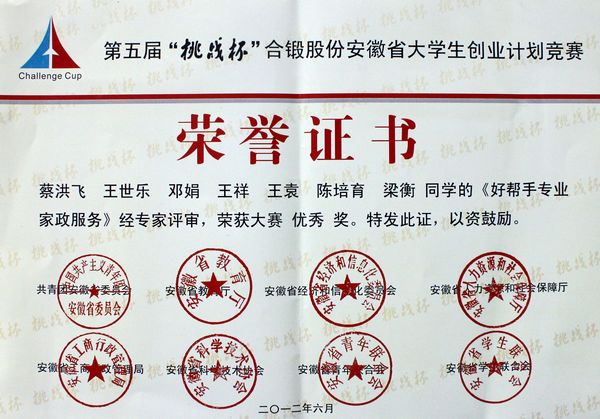 Challenge Cup
第五届“挑战杯”合锻股份安徽省大学生创业计划竞赛
荣誉证书
蔡洪飞 王世乐 邓娟 王祥 王袁 陈培育 梁衡 同学的《好帮手专业
家政服务》经专家评审，荣获大赛 优秀 奖。特发此证，以资鼓励。
共青团安徽省委员会 安徽省教育厅 安徽省经济和信息化委员会 安徽省人力资源和社会保障厅
安徽省工商行政管理局 安徽省科学技术协会 安徽省青年联合会 安徽省学生联合会
二〇一二年六月